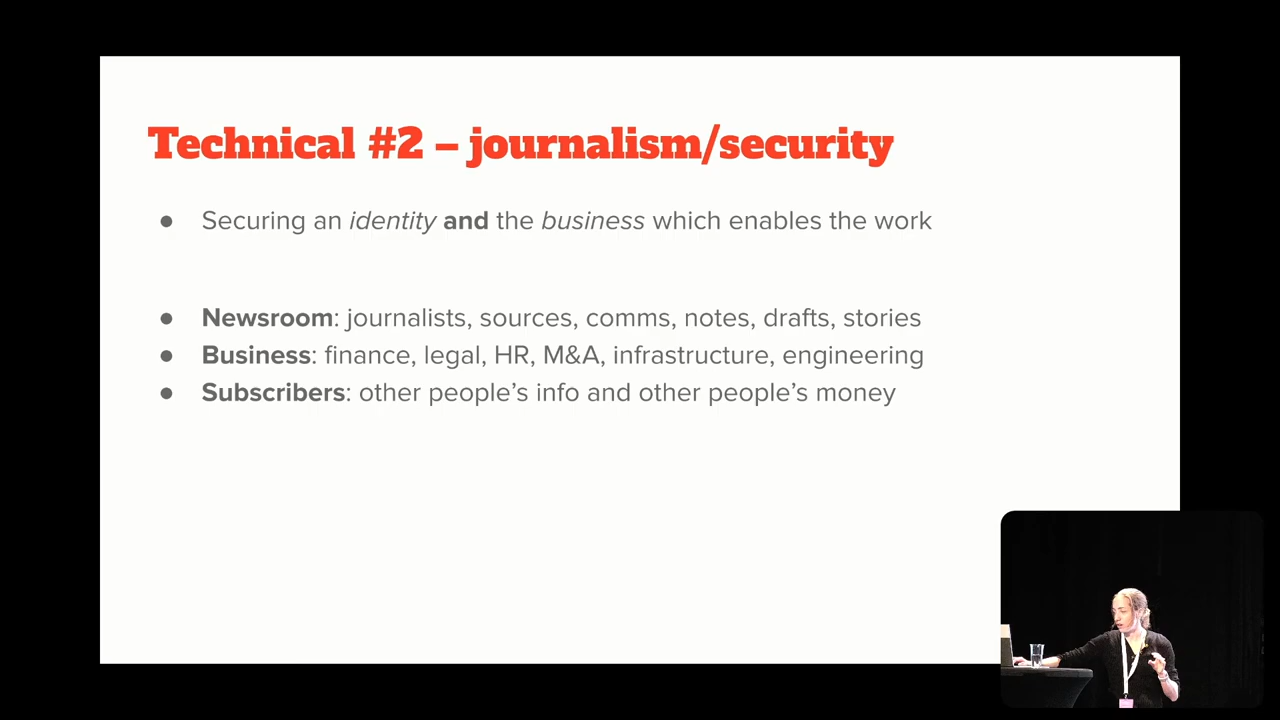 Technical #2 – journalism/security
● Securing an identity and the business which enables the work
● Newsroom: journalists, sources, comms, notes, drafts, stories
● Business: finance, legal, HR, M&A, infrastructure, engineering
● Subscribers: other people’s info and other people’s money